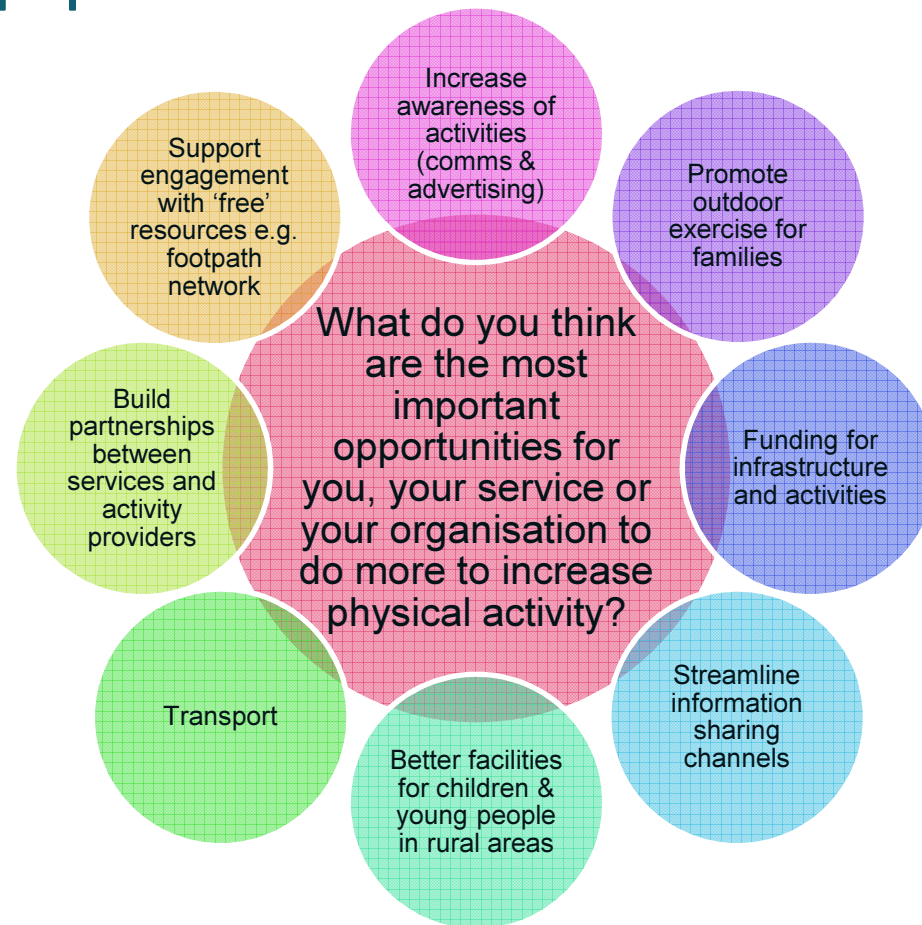 Increase
awareness of
activities
(comms &
advertising)
Promote
outdoor
exercise for
families
Funding for
infrastructure
and activities
Streamline
information
sharing
channels
Better facilities
for children &
young people
in rural areas
Transport
Build
partnerships
between
services and
activity
providers
Support
engagement
with ‘free’
resources e.g.
footpath
network
What do you think
are the most
important
opportunities for
you, your service or
your organisation to
do more to increase
physical activity?